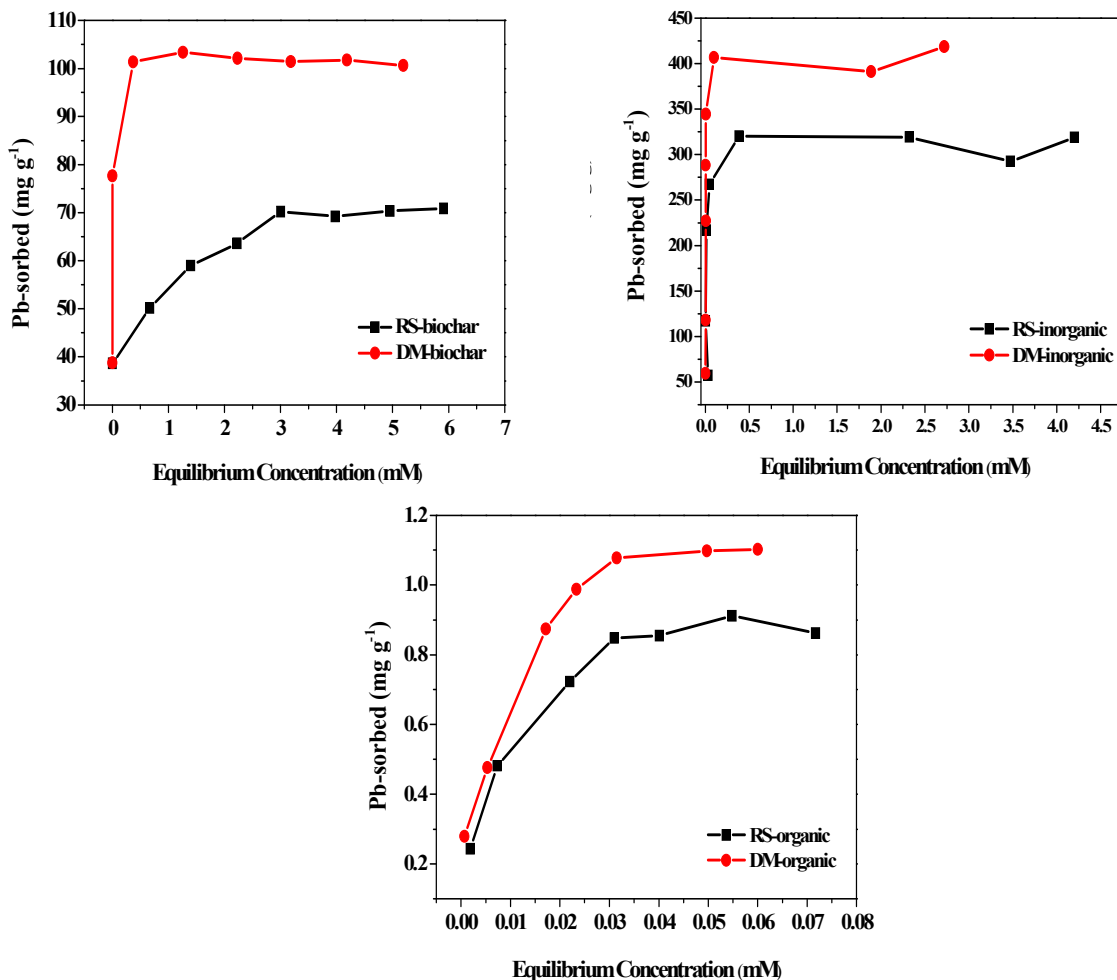 110
100
90
80
70
60
50
40
30
Pb-sorbed (mg g⁻¹)
RS-biochar
DM-biochar
0 1 2 3 4 5 6 7
Equilibrium Concentration (mM)
450
400
350
300
250
200
150
100
50
Pb-sorbed (mg g⁻¹)
RS-inorganic
DM-inorganic
0.0 0.5 1.0 1.5 2.0 2.5 3.0 3.5 4.0 4.5
Equilibrium Concentration (mM)
1.2
1.0
0.8
0.6
0.4
0.2
Pb-sorbed (mg g⁻¹)
RS-organic
DM-organic
0.00 0.01 0.02 0.03 0.04 0.05 0.06 0.07 0.08
Equilibrium Concentration (mM)